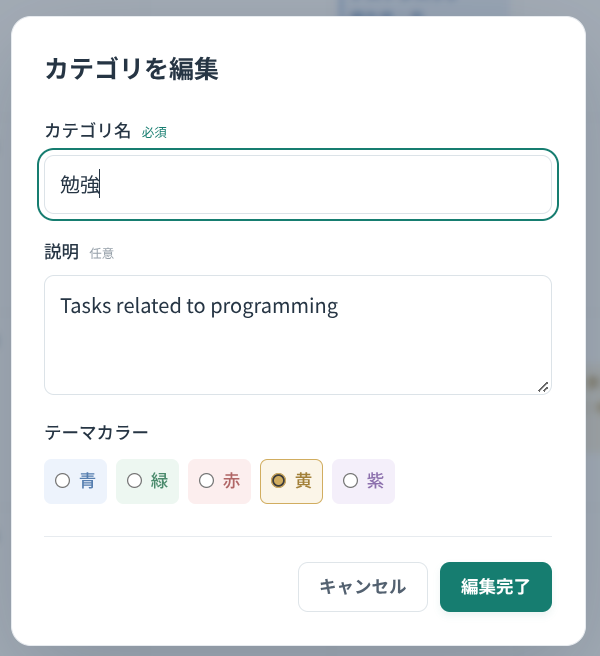 カテゴリを編集
カテゴリ名 必須
勉強
説明 任意
Tasks related to programming
テーマカラー
青 緑 赤 黄 紫
キャンセル 編集完了